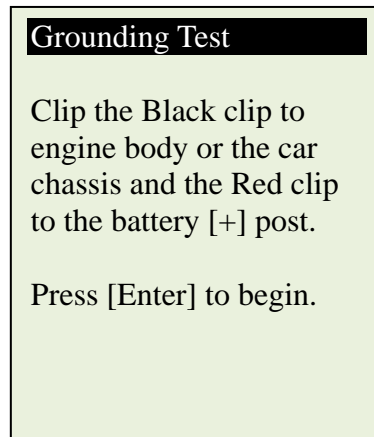 Grounding Test
Clip the Black clip to
engine body or the car
chassis and the Red clip
to the battery [+] post.
Press [Enter] to begin.